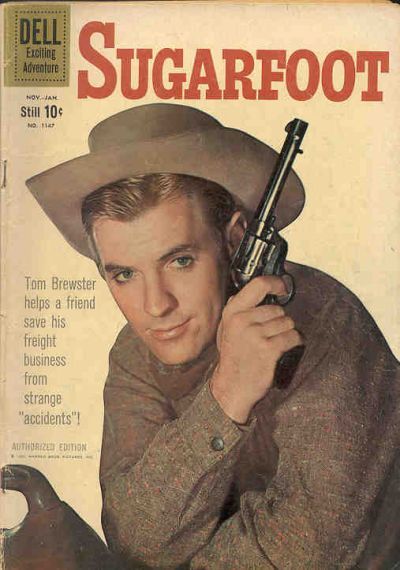 DELL
Exciting
Adventure
SUGARFOOT
NOV.-JAN.
Still 10¢
NO. 1147
Tom Brewster
helps a friend
save his
freight
business
from
strange
"accidents"!
AUTHORIZED EDITION